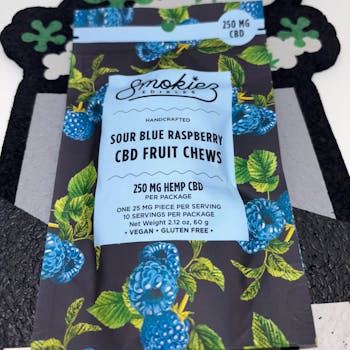 250 MG
CBD
Smokiez
EDIBLES
HANDCRAFTED
SOUR BLUE RASPBERRY
CBD FRUIT CHEWS
250 MG HEMP CBD
PER PACKAGE
ONE 25 MG PIECE PER SERVING
10 SERVINGS PER PACKAGE
Net Weight 2.12 oz, 60 g
• VEGAN • GLUTEN FREE •